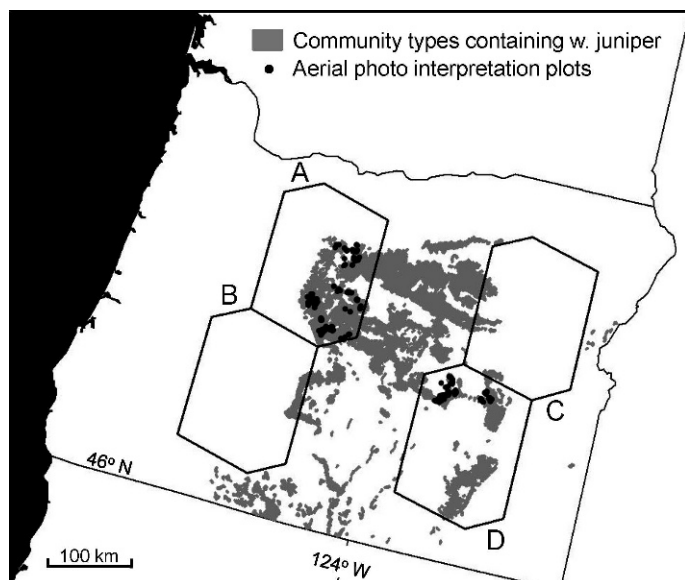 Community types containing w. juniper
Aerial photo interpretation plots
A
B
C
46° N
D
100 km
124° W